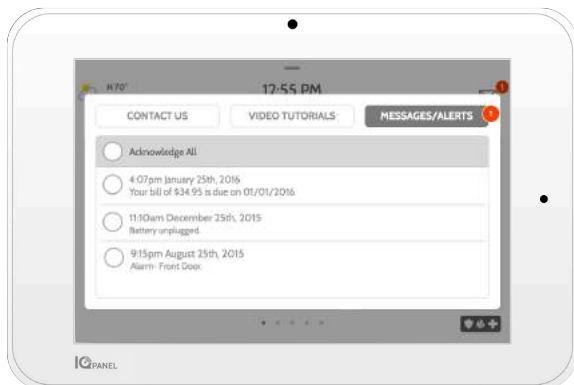 H 70°
12:55 PM
1
CONTACT US
VIDEO TUTORIALS
MESSAGES/ALERTS
1
Acknowledge All
4:07pm January 25th, 2016
Your bill of $34.95 is due on 01/01/2016
11:10am December 25th, 2015
Battery unplugged.
9:15pm August 25th, 2015
Alarm- Front Door.
IQ PANEL